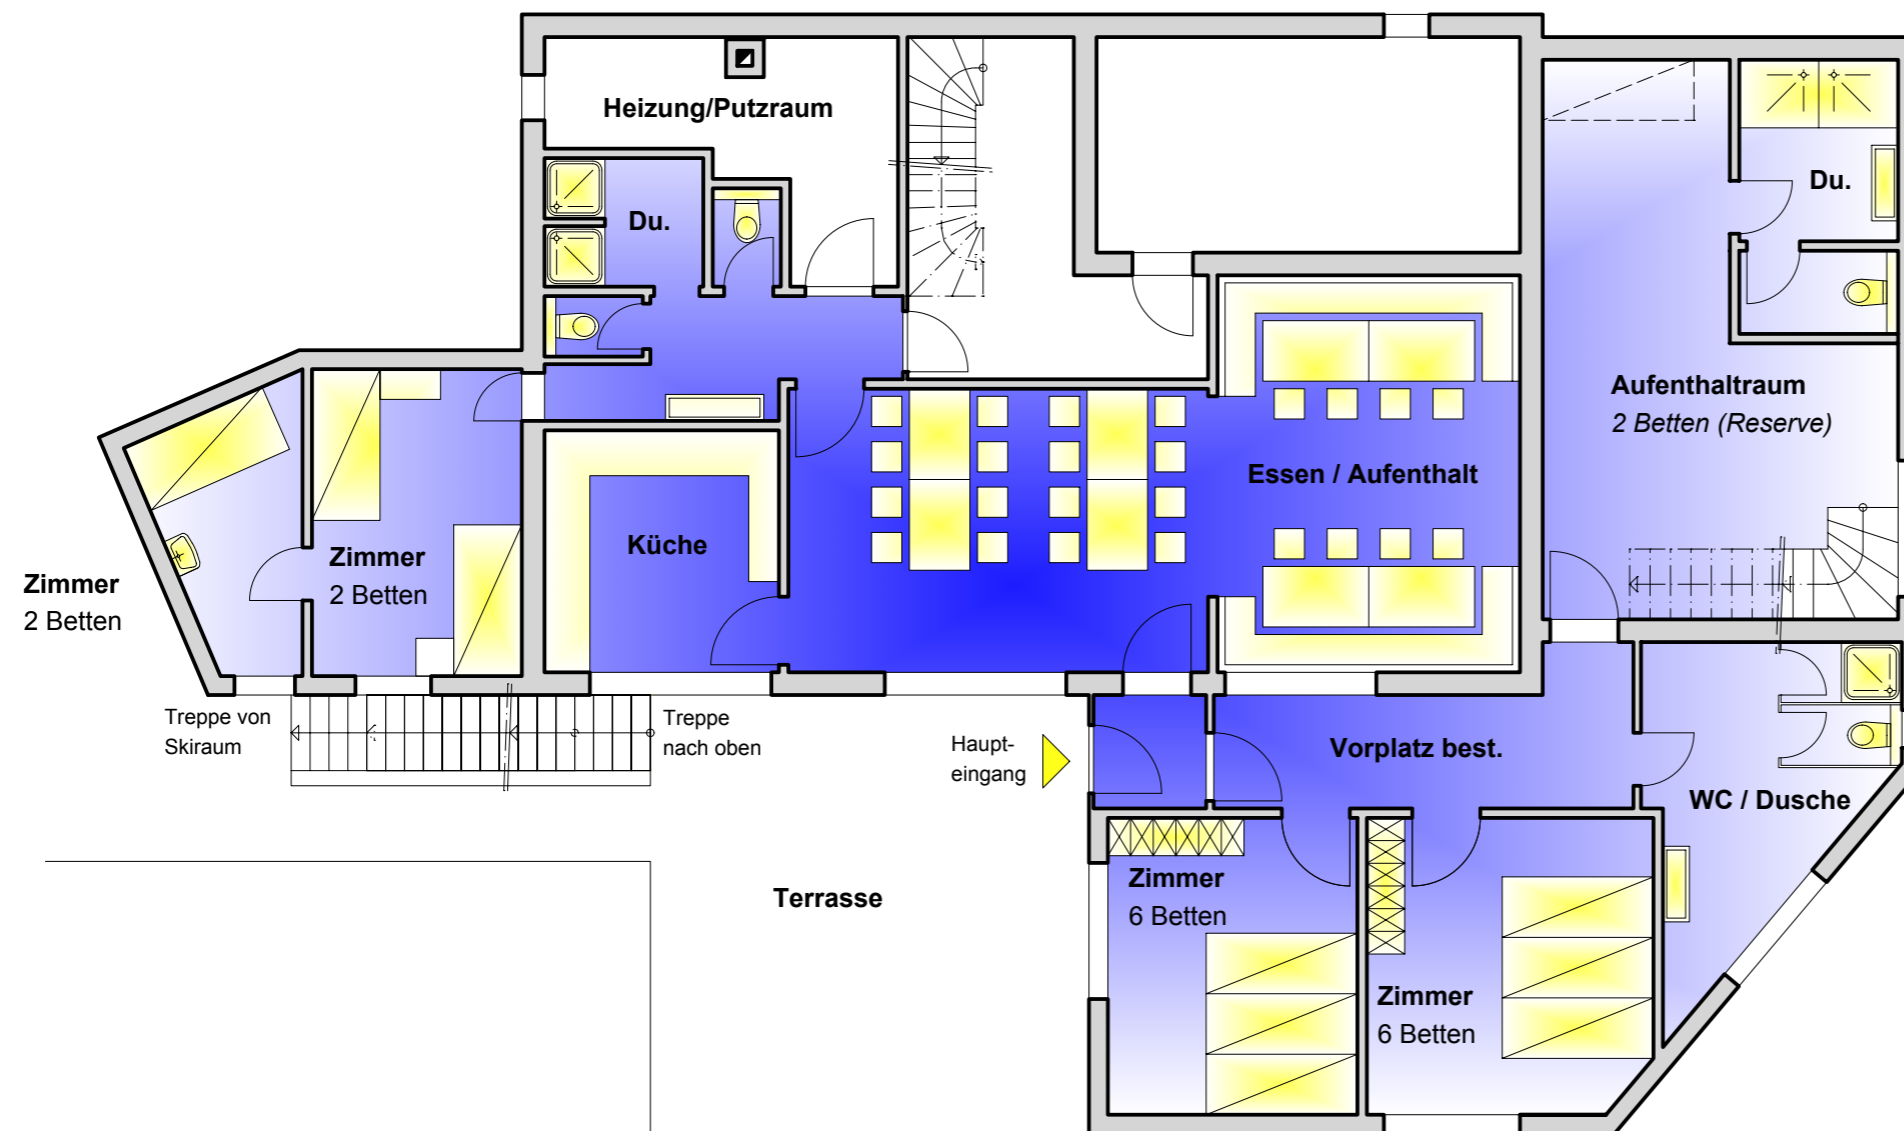 Heizung/Putzraum
Du.
Du.
Aufenthaltraum
2 Betten (Reserve)
Essen / Aufenthalt
Küche
Zimmer
2 Betten
Zimmer
2 Betten
Treppe von
Skiraum
Treppe
nach oben
Haupt-
eingang
Vorplatz best.
WC / Dusche
Terrasse
Zimmer
6 Betten
Zimmer
6 Betten